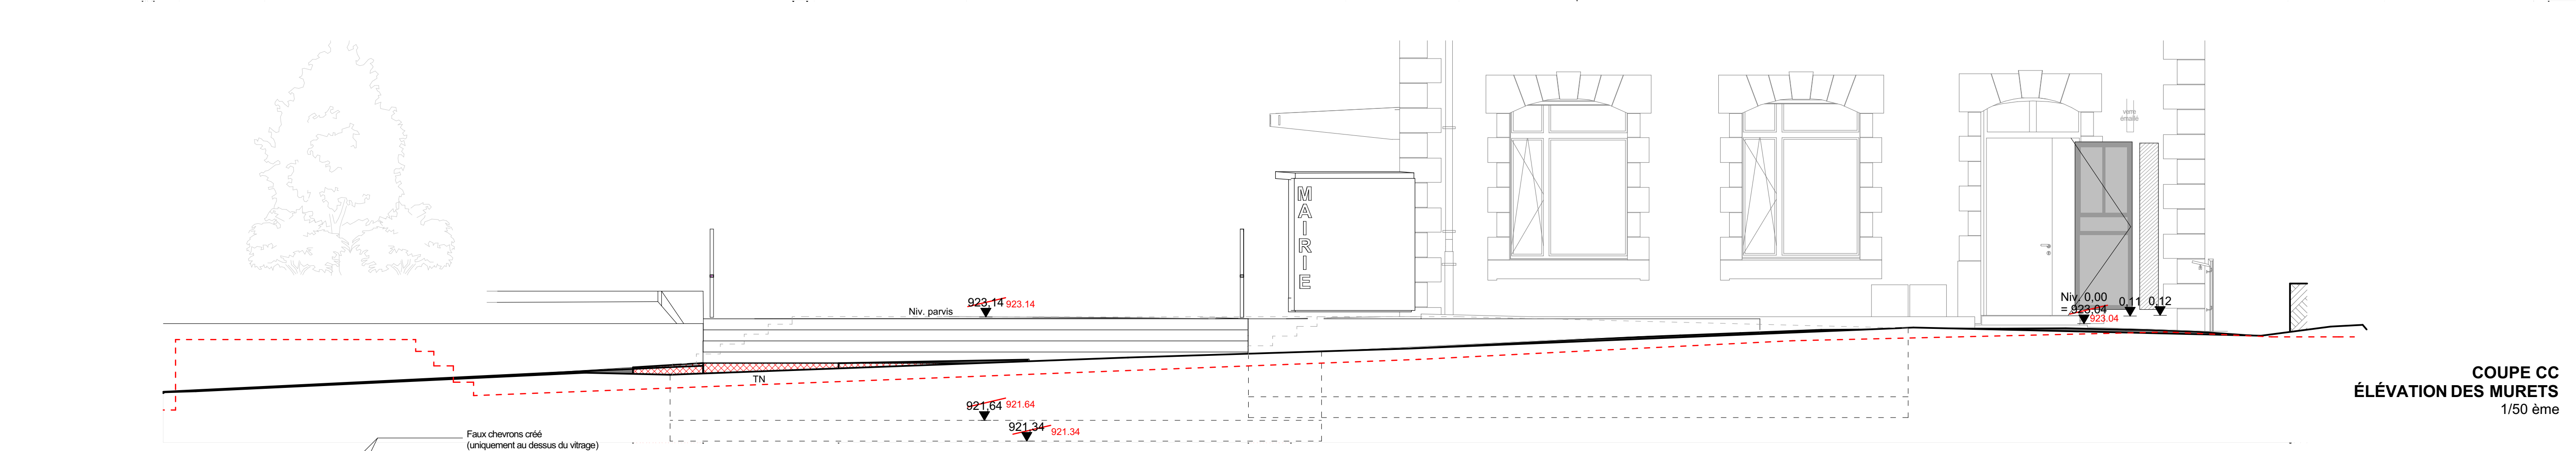 verre
émaillé
M
A
I
R
I
E
Niv. parvis
923,14 923.14
Niv. 0,00
= 923,04
923.04
0,11 0,12
TN
921,64 921.64
921,34 921.34
Faux chevrons créé
(uniquement au dessus du vitrage)
COUPE CC
ÉLÉVATION DES MURETS
1/50 ème